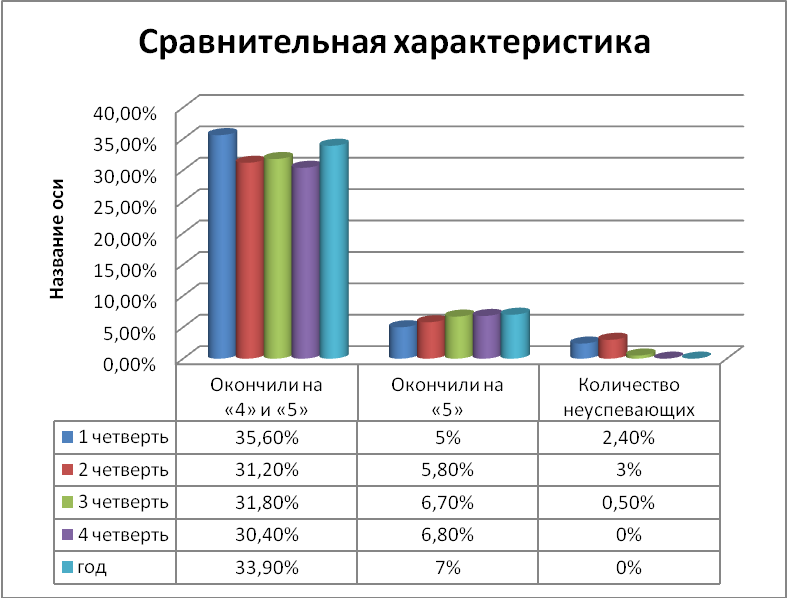 Сравнительная характеристика
Название оси
40,00%
35,00%
30,00%
25,00%
20,00%
15,00%
10,00%
5,00%
0,00%
Окончили на «4» и «5»
Окончили на «5»
Количество неуспевающих
1 четверть 35,60% 5% 2,40%
2 четверть 31,20% 5,80% 3%
3 четверть 31,80% 6,70% 0,50%
4 четверть 30,40% 6,80% 0%
год 33,90% 7% 0%